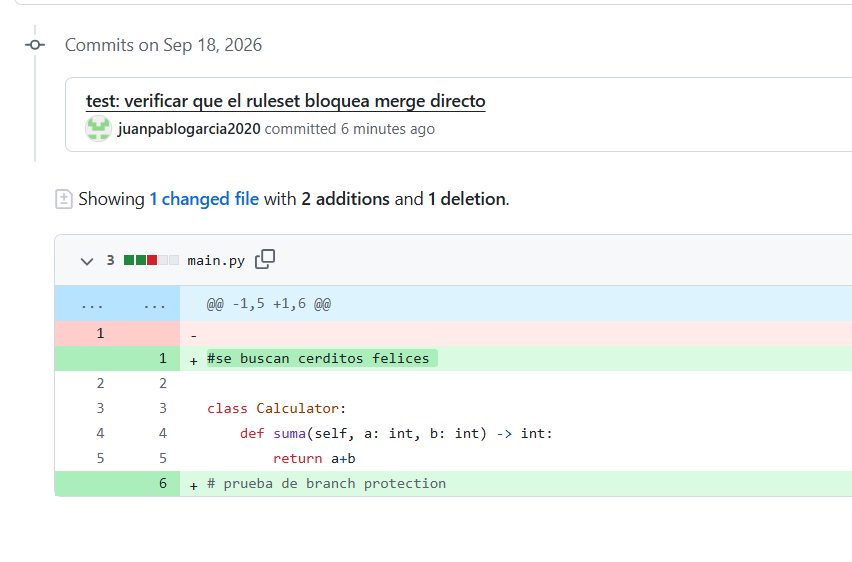 Commits on Sep 18, 2026
test: verificar que el ruleset bloquea merge directo
juanpablogarcia2020 committed 6 minutes ago
Showing 1 changed file with 2 additions and 1 deletion.
3 main.py
... ... @@ -1,5 +1,6 @@
1 -
1 + #se buscan cerditos felices
2 2
3 3 class Calculator:
4 4     def suma(self, a: int, b: int) -> int:
5 5         return a+b
6 + # prueba de branch protection